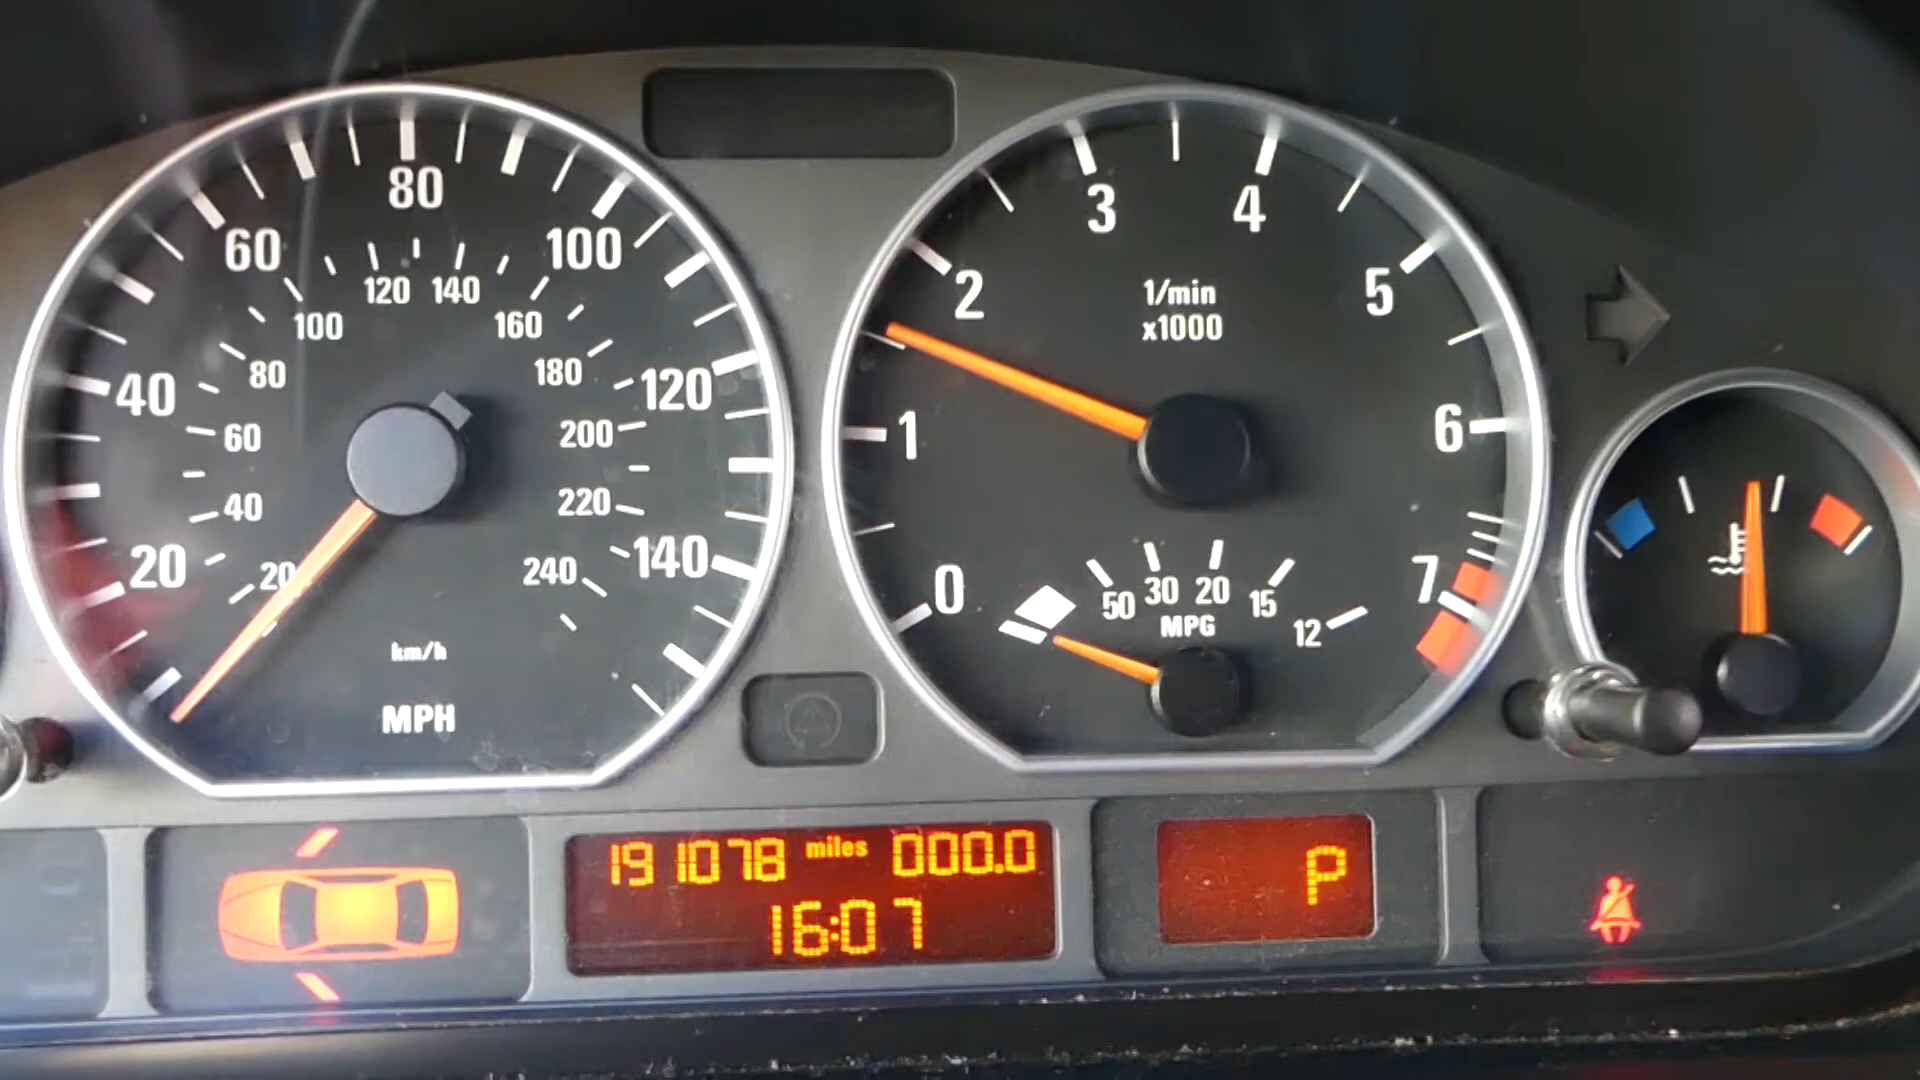 20 40 60 80 100 120 140
20 40 60 80 100 120 140 160 180 200 220 240
km/h
MPH
0 1 2 3 4 5 6 7
1/min
x1000
50 30 20 15 12
MPG
191078 miles 000.0
16:07
P